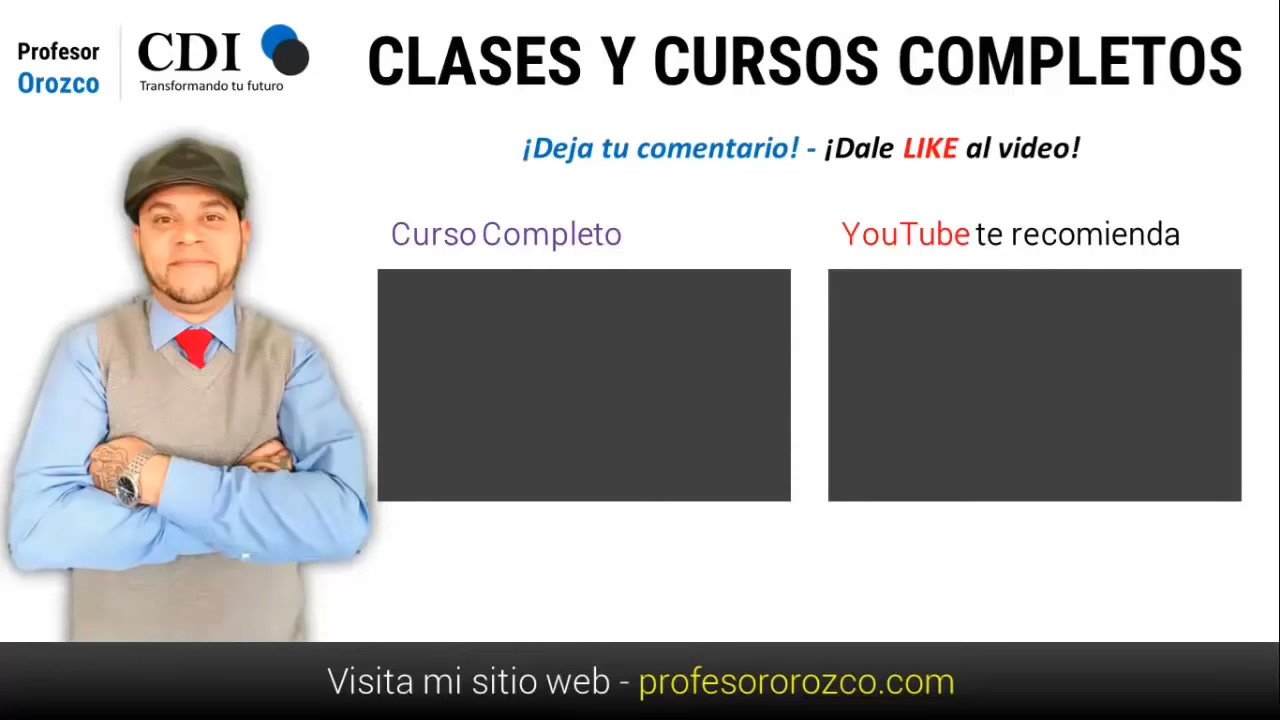 Profesor
Orozco
CDI
Transformando tu futuro
CLASES Y CURSOS COMPLETOS
¡Deja tu comentario! - ¡Dale LIKE al video!
Curso Completo
YouTube te recomienda
Visita mi sitio web - profesororozco.com